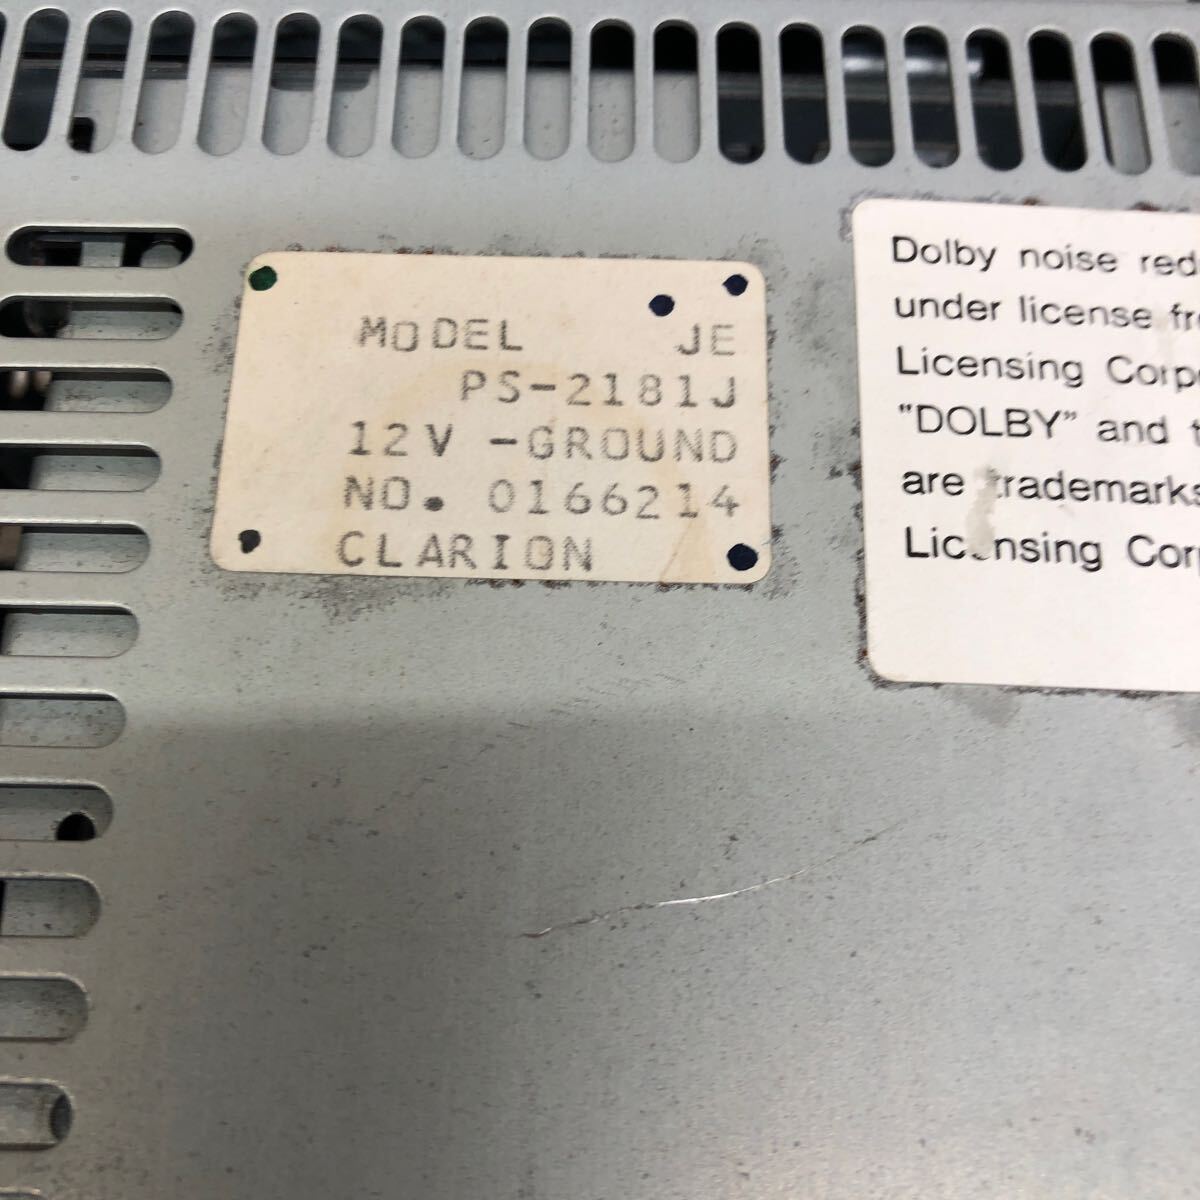 MODEL JE
PS-2181J
12V -GROUND
NO. 0166214
CLARION
Dolby noise red
under license fr
Licensing Corp
"DOLBY" and t
are trademarks
Licensing Corp